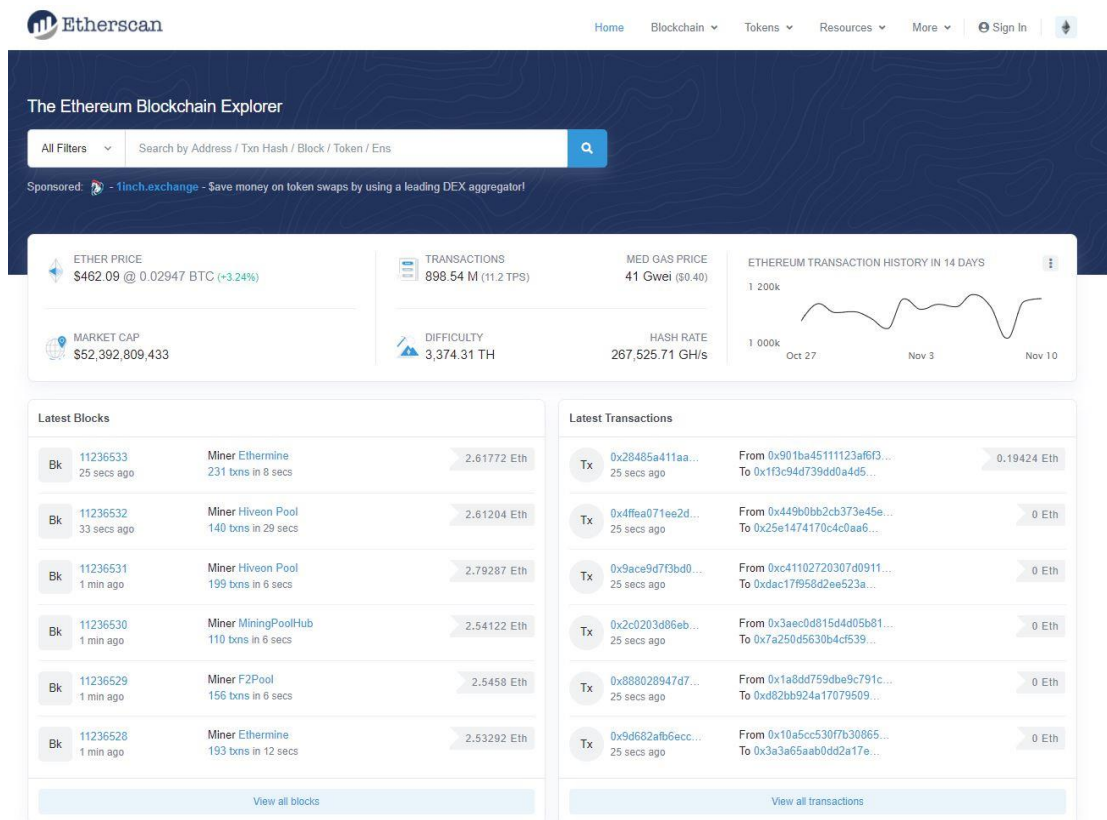 Etherscan
Home Blockchain Tokens Resources More Sign In
The Ethereum Blockchain Explorer
All Filters Search by Address / Txn Hash / Block / Token / Ens
Sponsored: - 1inch.exchange - $ave money on token swaps by using a leading DEX aggregator!
ETHER PRICE
$462.09 @ 0.02947 BTC (+3.24%)
MARKET CAP
$52,392,809,433
TRANSACTIONS
898.54 M (11.2 TPS)
MED GAS PRICE
41 Gwei ($0.40)
DIFFICULTY
3,374.31 TH
HASH RATE
267,525.71 GH/s
ETHEREUM TRANSACTION HISTORY IN 14 DAYS
1 200k
1 000k
Oct 27 Nov 3 Nov 10
Latest Blocks
Bk 11236533 Miner Ethermine 2.61772 Eth
25 secs ago 231 txns in 8 secs
Bk 11236532 Miner Hiveon Pool 2.61204 Eth
33 secs ago 140 txns in 29 secs
Bk 11236531 Miner Hiveon Pool 2.79287 Eth
1 min ago 199 txns in 6 secs
Bk 11236530 Miner MiningPoolHub 2.54122 Eth
1 min ago 110 txns in 6 secs
Bk 11236529 Miner F2Pool 2.5458 Eth
1 min ago 156 txns in 6 secs
Bk 11236528 Miner Ethermine 2.53292 Eth
1 min ago 193 txns in 12 secs
View all blocks
Latest Transactions
Tx 0x28485a411aa... From 0x901ba45111123af6f3... 0.19424 Eth
25 secs ago To 0x1f3c94d739dd0a4d5...
Tx 0x4ffea071ee2d... From 0x449b0bb2cb373e45e... 0 Eth
25 secs ago To 0x25e1474170c4c0aa6...
Tx 0x9ace9d7f3bd0... From 0xc41102720307d0911... 0 Eth
25 secs ago To 0xdac17f958d2ee523a...
Tx 0x2c0203d86eb... From 0x3aec0d815d4d05b81... 0 Eth
25 secs ago To 0x7a250d5630b4cf539...
Tx 0x888028947d7... From 0x1a8dd759dbe9c791c... 0 Eth
25 secs ago To 0xd82bb924a17079509...
Tx 0x9d682afb6ecc... From 0x10a5cc530f7b30865... 0 Eth
25 secs ago To 0x3a3a65aab0dd2a17e...
View all transactions